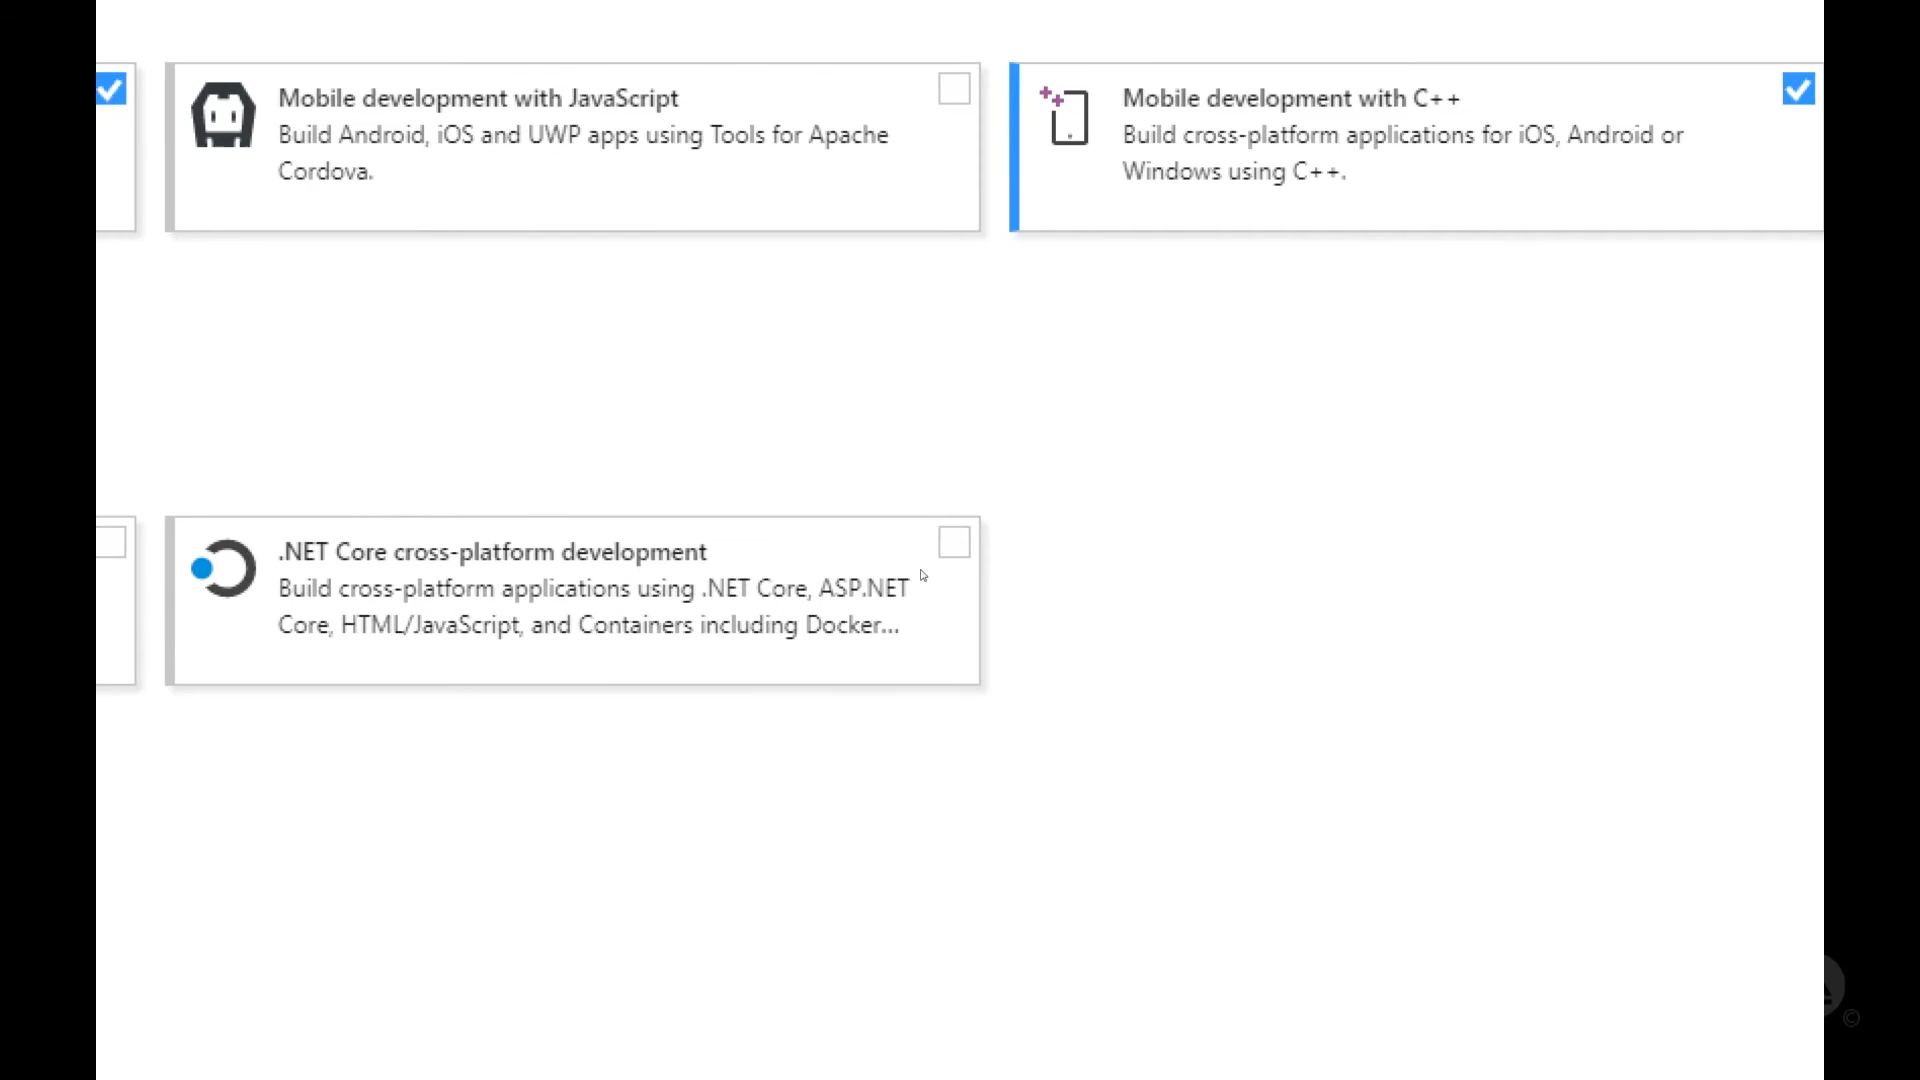 Mobile development with JavaScript
Build Android, iOS and UWP apps using Tools for Apache
Cordova.
Mobile development with C++
Build cross-platform applications for iOS, Android or
Windows using C++.
.NET Core cross-platform development
Build cross-platform applications using .NET Core, ASP.NET
Core, HTML/JavaScript, and Containers including Docker...
©